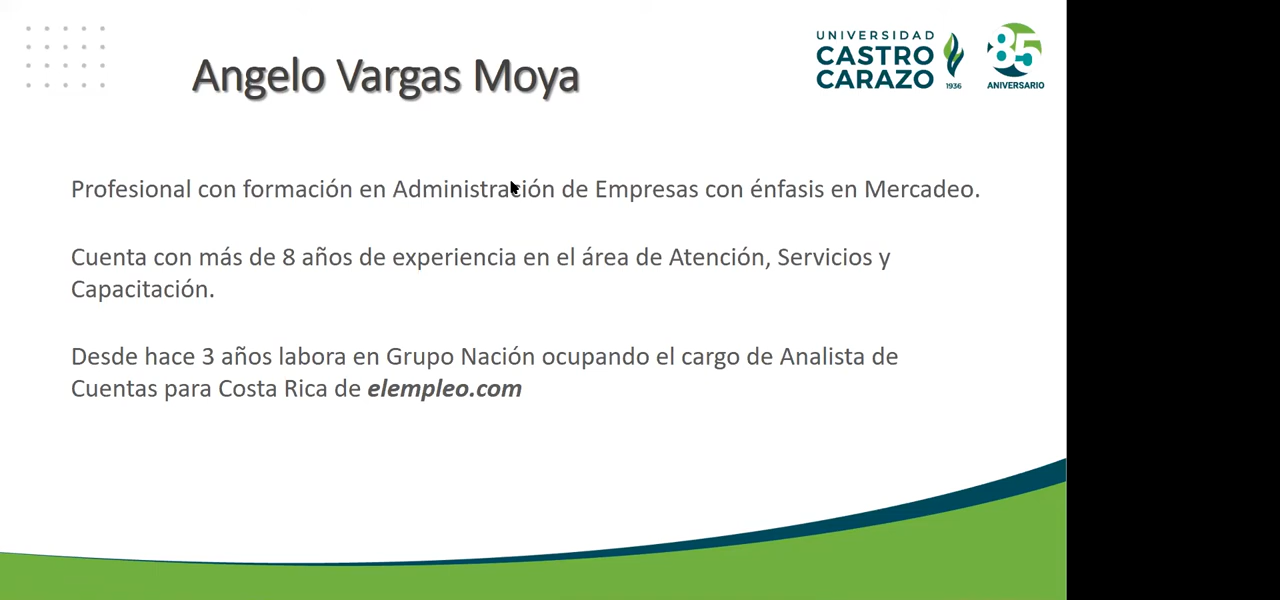 Angelo Vargas Moya
UNIVERSIDAD
CASTRO
CARAZO
1936
85
ANIVERSARIO
Profesional con formación en Administración de Empresas con énfasis en Mercadeo.
Cuenta con más de 8 años de experiencia en el área de Atención, Servicios y
Capacitación.
Desde hace 3 años labora en Grupo Nación ocupando el cargo de Analista de
Cuentas para Costa Rica de elempleo.com